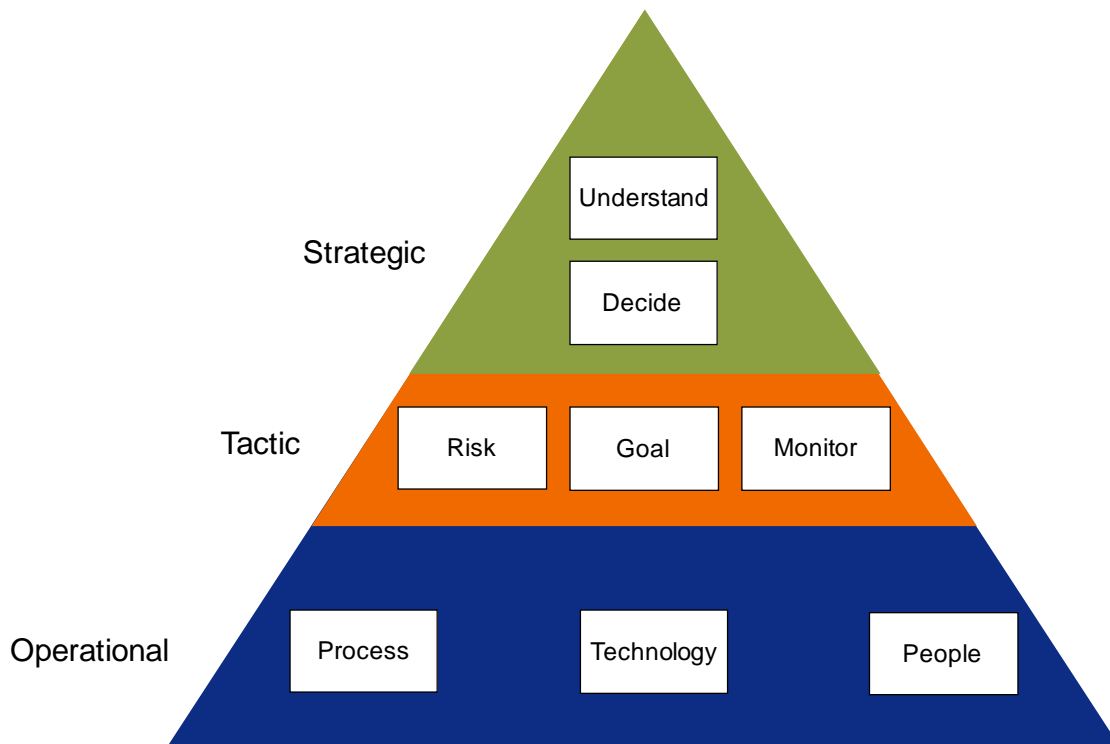 Understand
Strategic
Decide
Tactic
Risk
Goal
Monitor
Operational
Process
Technology
People